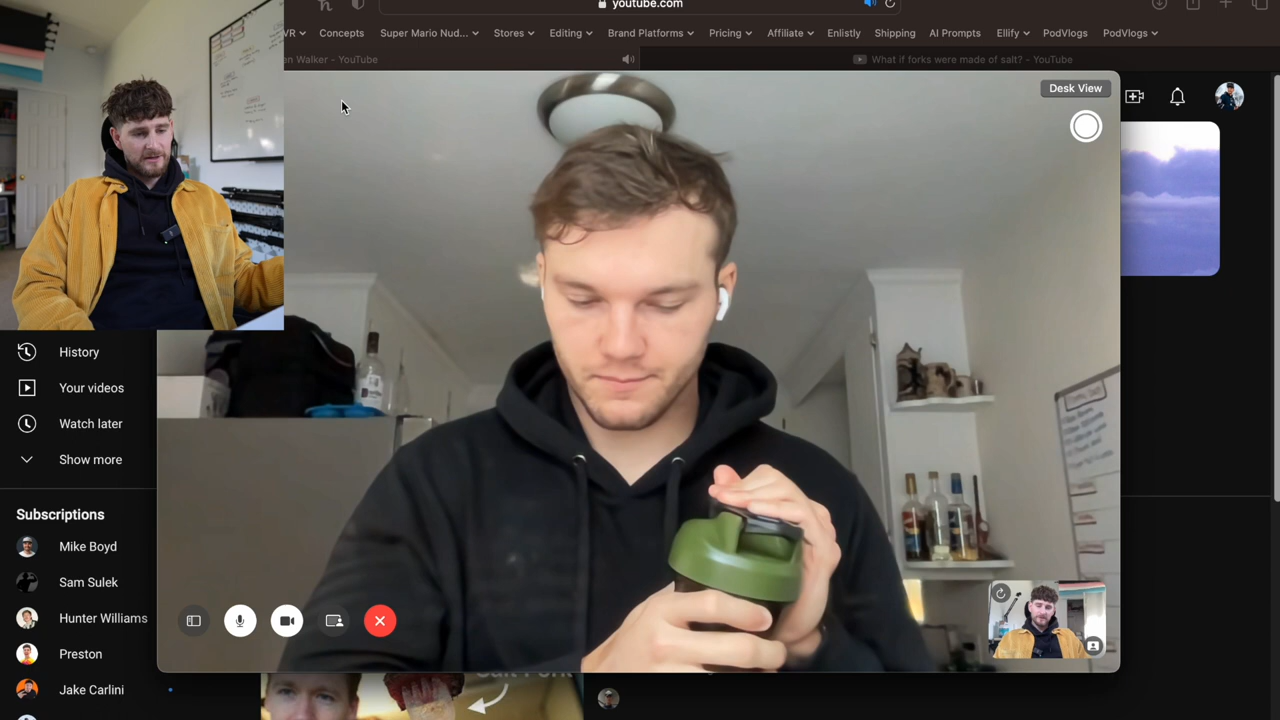 youtube.com
VR
Concepts
Super Mario Nud...
Stores
Editing
Brand Platforms
Pricing
Affiliate
Enlistly
Shipping
AI Prompts
Ellify
PodVlogs
PodVlogs
en Walker - YouTube
What if forks were made of salt? - YouTube
Desk View
History
Your videos
Watch later
Show more
Subscriptions
Mike Boyd
Sam Sulek
Hunter Williams
Preston
Jake Carlini
Salt Fork